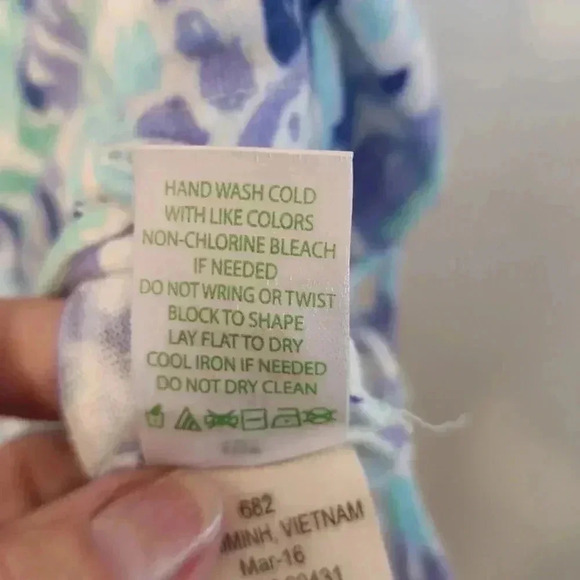 HAND WASH COLD
WITH LIKE COLORS
NON-CHLORINE BLEACH
IF NEEDED
DO NOT WRING OR TWIST
BLOCK TO SHAPE
LAY FLAT TO DRY
COOL IRON IF NEEDED
DO NOT DRY CLEAN
682
MINH, VIETNAM
Mar-16